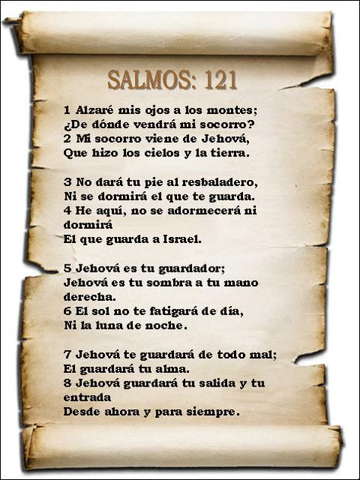 SALMOS: 121
1 Alzaré mis ojos a los montes;
¿De dónde vendrá mi socorro?
2 Mi socorro viene de Jehová,
Que hizo los cielos y la tierra.
3 No dará tu pie al resbaladero,
Ni se dormirá el que te guarda.
4 He aquí, no se adormecerá ni
dormirá
El que guarda a Israel.
5 Jehová es tu guardador;
Jehová es tu sombra a tu mano
derecha.
6 El sol no te fatigará de día,
Ni la luna de noche.
7 Jehová te guardará de todo mal;
El guardará tu alma.
8 Jehová guardará tu salida y tu
entrada
Desde ahora y para siempre.